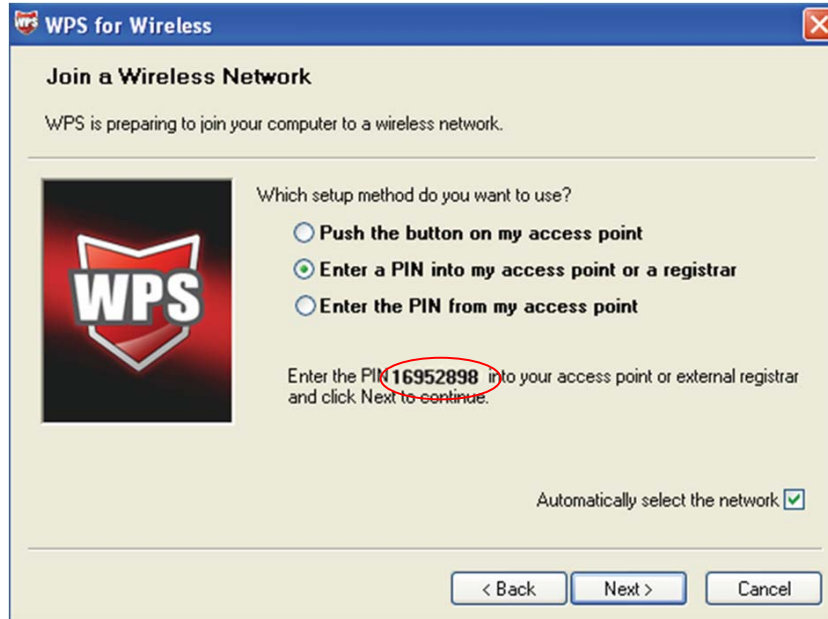 WPS for Wireless
Join a Wireless Network
WPS is preparing to join your computer to a wireless network.
Which setup method do you want to use?
Push the button on my access point
Enter a PIN into my access point or a registrar
Enter the PIN from my access point
WPS
Enter the PIN 16952898 into your access point or external registrar
and click Next to continue.
Automatically select the network
< Back
Next >
Cancel